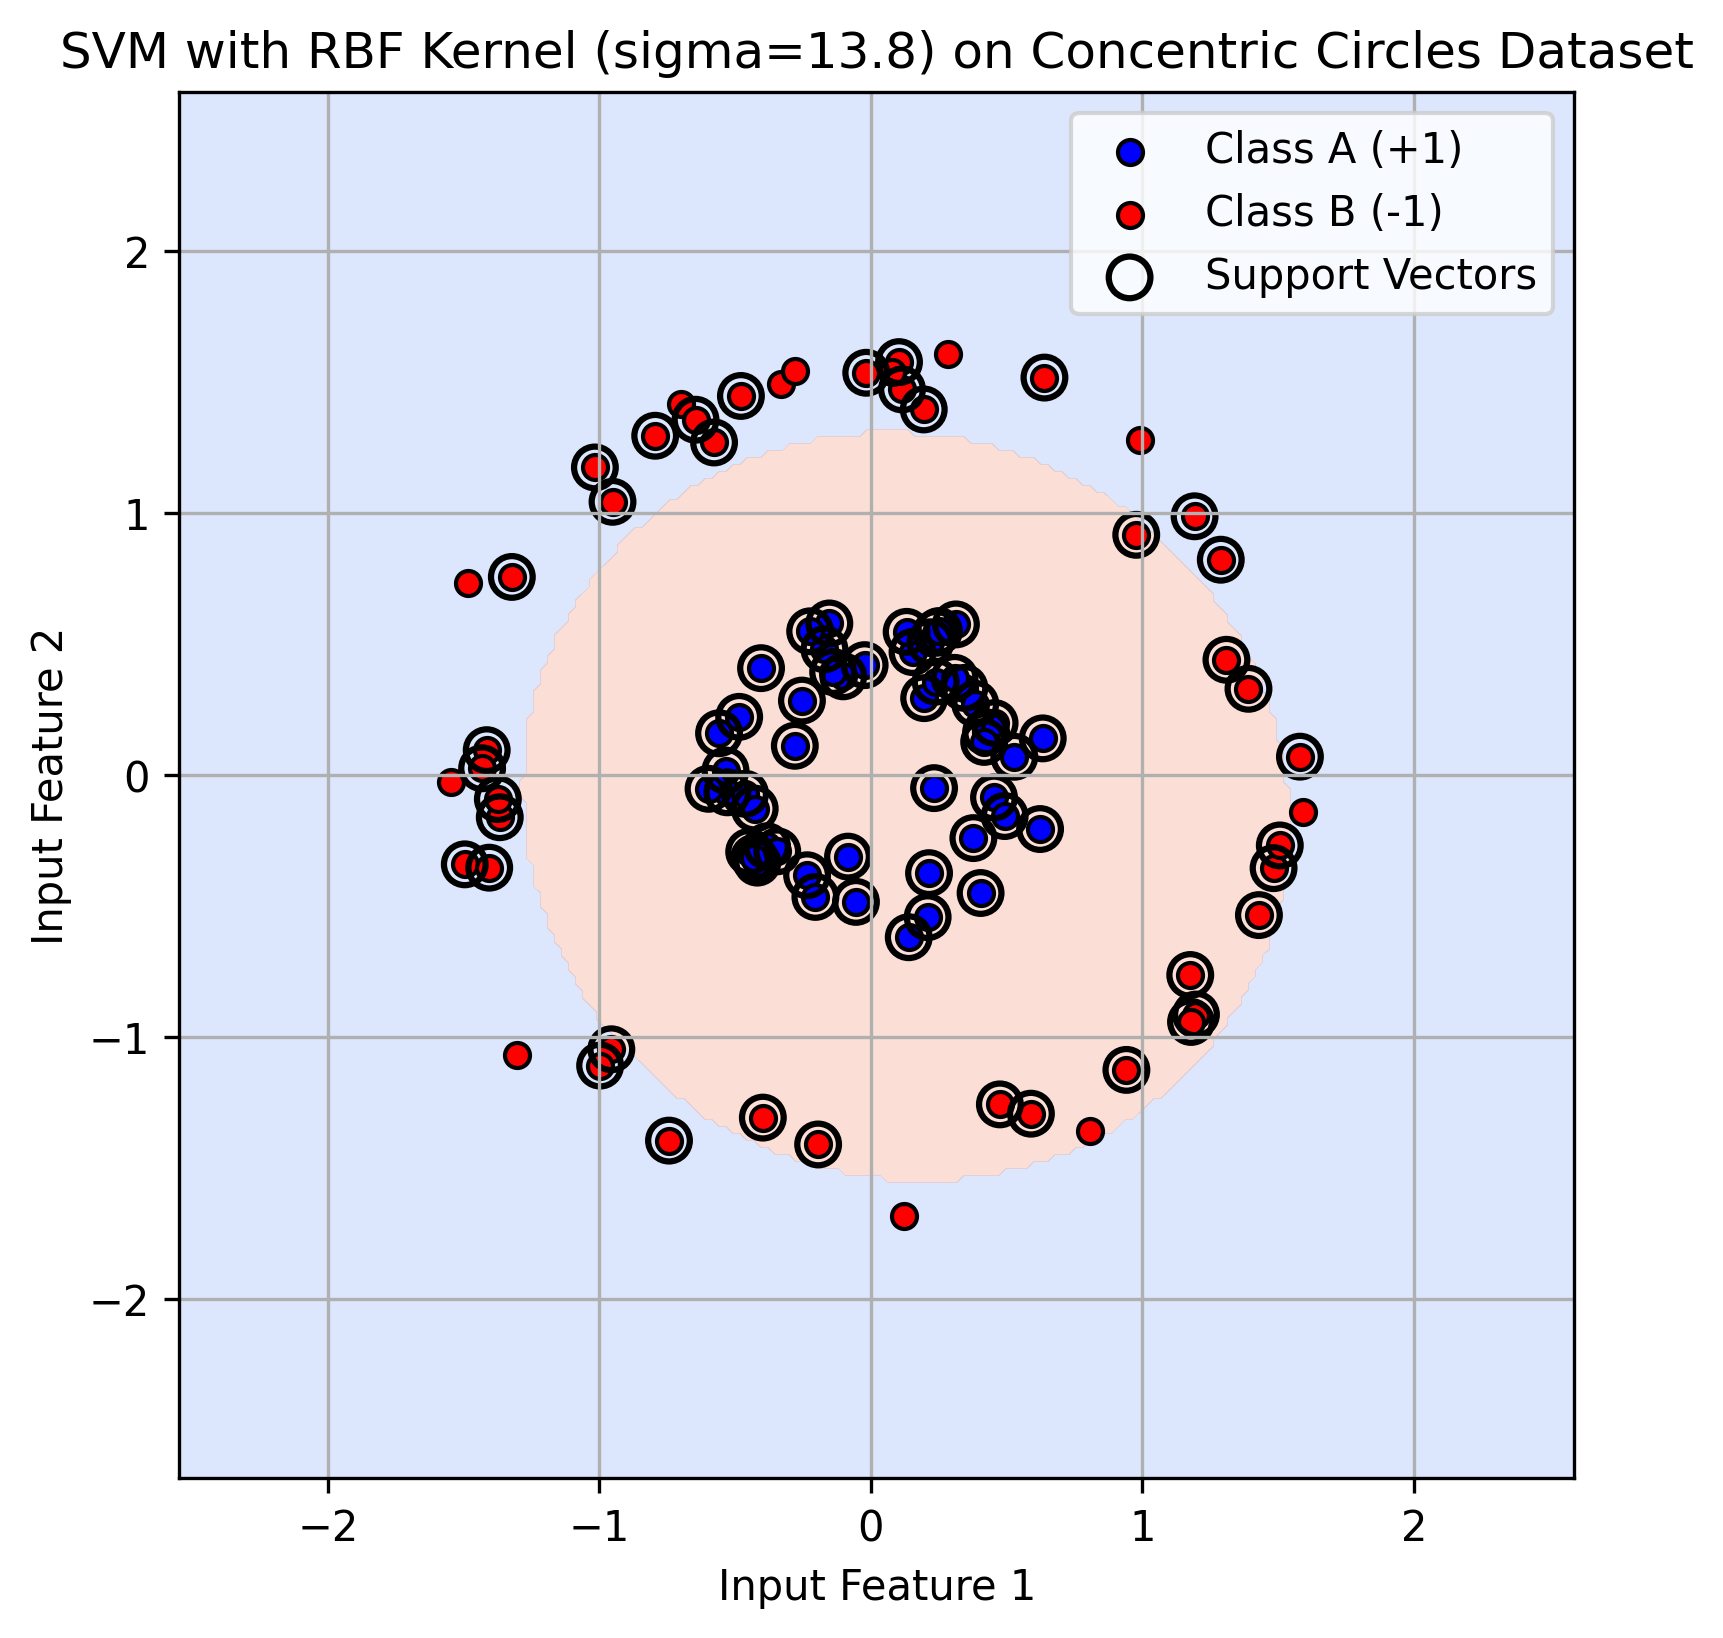 SVM with RBF Kernel (sigma=13.8) on Concentric Circles Dataset
Class A (+1)
Class B (-1)
Support Vectors
2
1
0
−1
−2
Input Feature 2
−2
−1
0
1
2
Input Feature 1